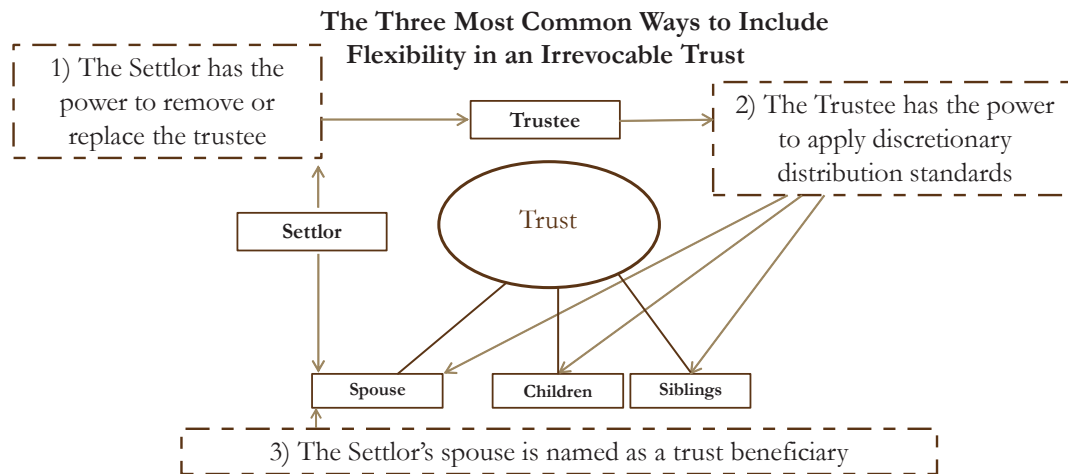 The Three Most Common Ways to Include
Flexibility in an Irrevocable Trust
1) The Settlor has the
power to remove or
replace the trustee
Trustee
2) The Trustee has the power
to apply discretionary
distribution standards
Settlor
Trust
Spouse
Children
Siblings
3) The Settlor’s spouse is named as a trust beneficiary